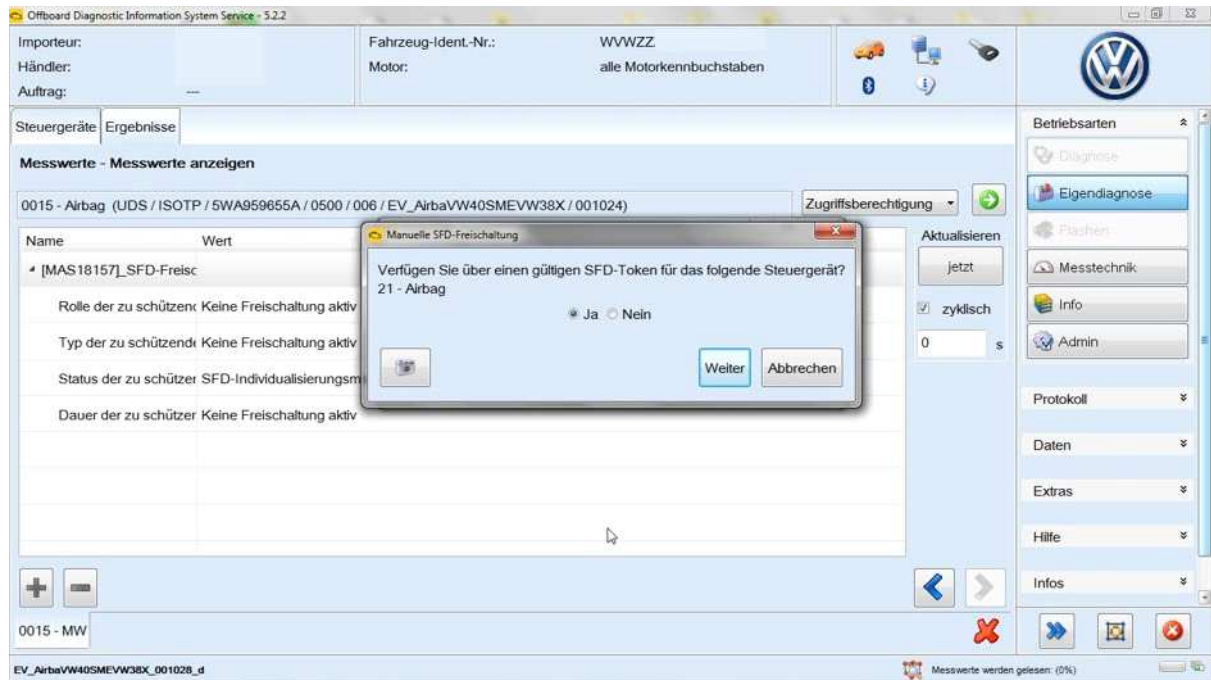 Offboard Diagnostic Information System Service - 5.2.2
Importeur:
Händler:
Auftrag: ---
Fahrzeug-Ident.-Nr.: WVWZZ
Motor: alle Motorkennbuchstaben
Steuergeräte Ergebnisse
Messwerte - Messwerte anzeigen
0015 - Airbag (UDS / ISOTP / 5WA959655A / 0500 / 006 / EV_AirbaVW40SMEVW38X / 001024)
Zugriffsberechtigung
Name Wert
[MAS18157]_SFD-Freisc
Rolle der zu schützenc Keine Freischaltung aktiv
Typ der zu schützende Keine Freischaltung aktiv
Status der zu schützer SFD-Individualisierungsm
Dauer der zu schützer Keine Freischaltung aktiv
Manuelle SFD-Freischaltung
Verfügen Sie über einen gültigen SFD-Token für das folgende Steuergerät?
21 - Airbag
Ja Nein
Weiter Abbrechen
Aktualisieren
jetzt
zyklisch
0 s
0015 - MW
EV_AirbaVW40SMEVW38X_001028_d
Messwerte werden gelesen: (0%)
Betriebsarten
Diagnose
Eigendiagnose
Flashen
Messtechnik
Info
Admin
Protokoll
Daten
Extras
Hilfe
Infos